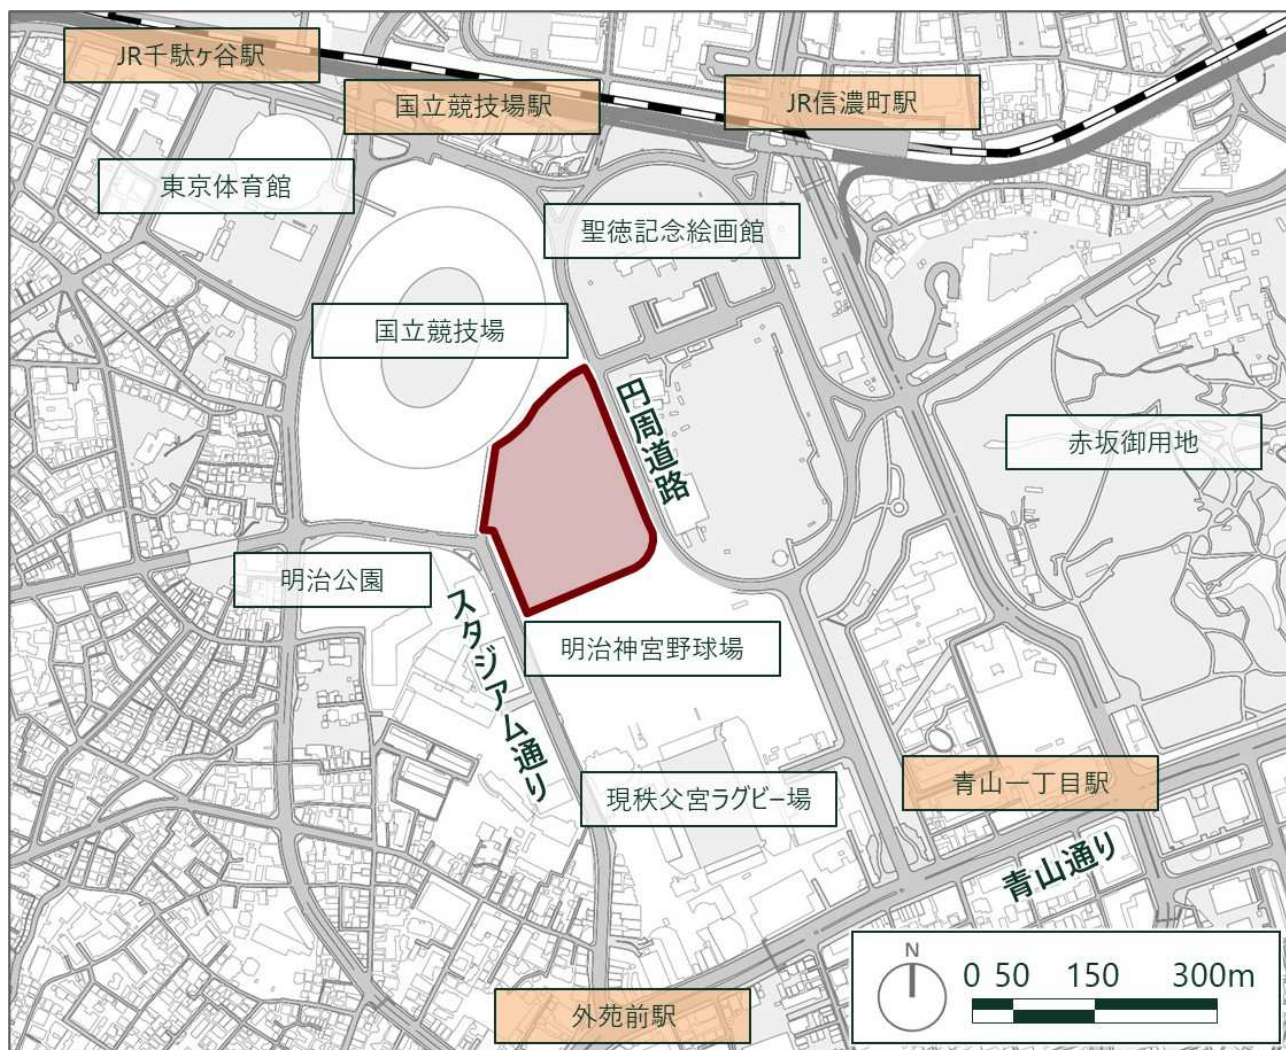 JR千駄ヶ谷駅
国立競技場駅
JR信濃町駅
東京体育館
聖徳記念絵画館
国立競技場
円周道路
赤坂御用地
明治公園
スタジアム通り
明治神宮野球場
現秩父宮ラグビー場
青山一丁目駅
青山通り
外苑前駅
N
0 50 150 300m